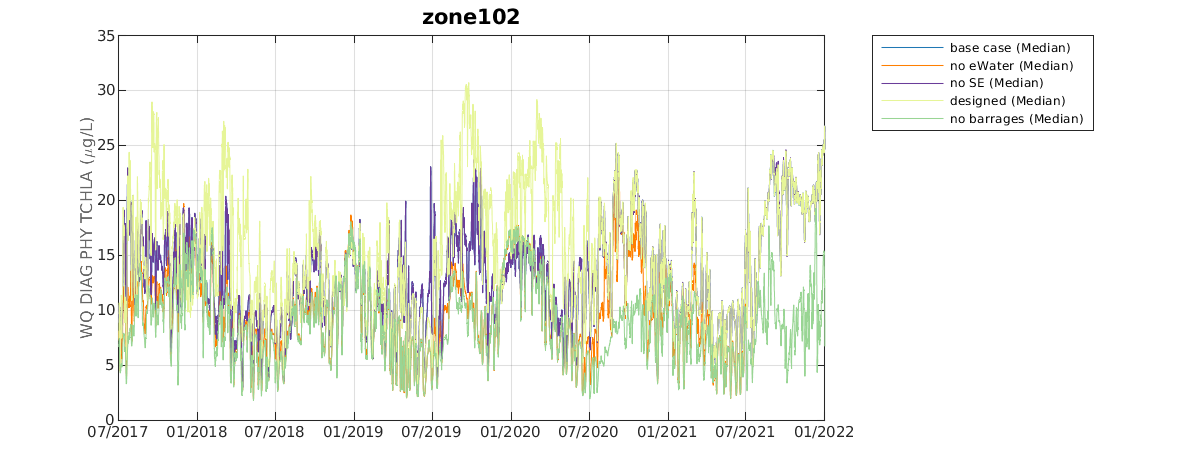 zone102
WQ DIAG PHY TCHLA (μg/L)
35
30
25
20
15
10
5
0
07/2017 01/2018 07/2018 01/2019 07/2019 01/2020 07/2020 01/2021 07/2021 01/2022
base case (Median)
no eWater (Median)
no SE (Median)
designed (Median)
no barrages (Median)